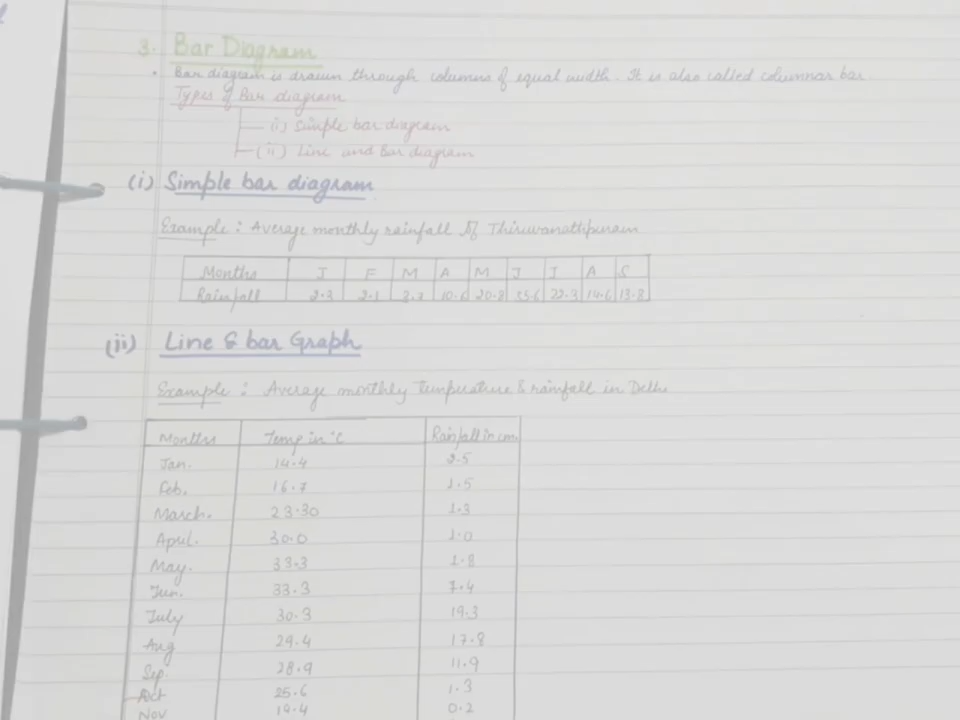 3. Bar Diagram
• Bar diagram is drawn through columns of equal width. It is also called columnar bar.
Types of Bar diagram
(i) Simple bar diagram
(ii) Line and Bar diagram
(i) Simple bar diagram
Example : Average monthly rainfall of
Months J F M A M J J A S
Rainfall 2.3 2.1 3.7 10.6 20.8 35.6 22.3 14.6 13.8
(ii) Line & bar Graph
Example : Average monthly Temperature & rainfall in Delhi
Months Temp in °C Rainfall in cm
Jan. 14.4 2.5
Feb. 16.7 1.5
March. 23.30 1.3
April. 30.0 1.0
May. 33.3 1.8
Jun. 33.3 7.4
July 30.3 19.3
Aug 29.4 17.8
Sep. 28.9 11.9
Oct 25.6 1.3
Nov 19.4 0.2